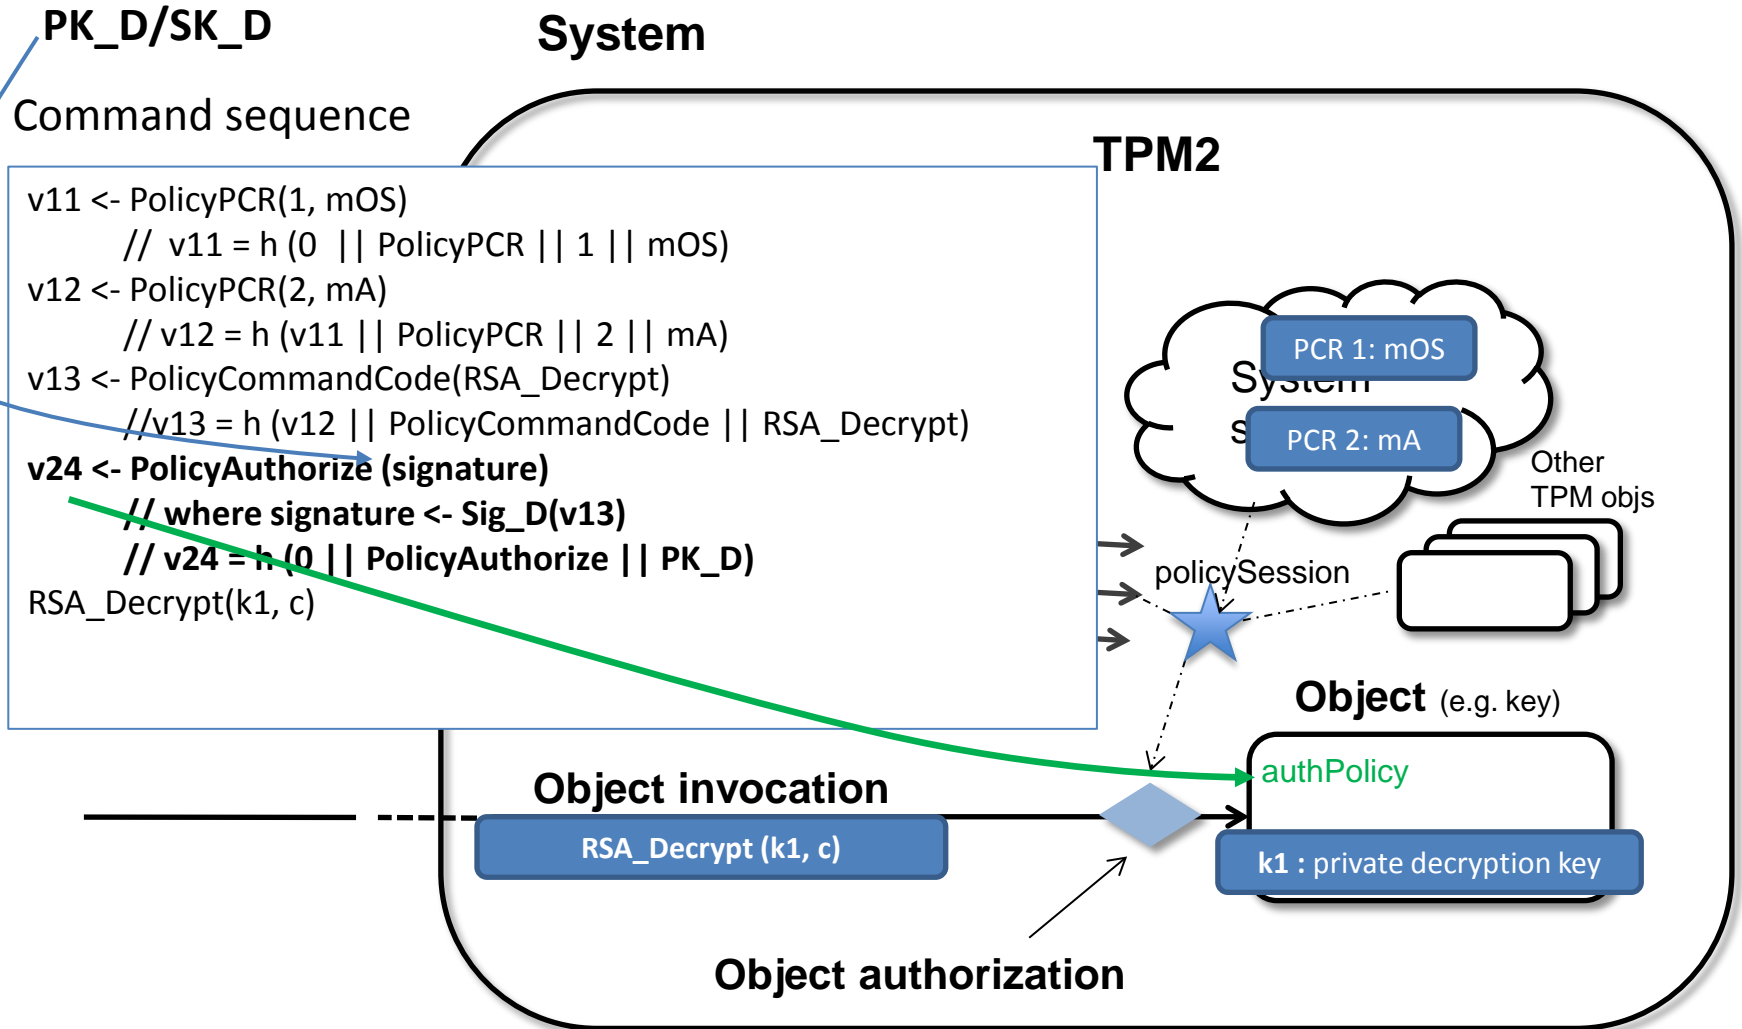 PK_D/SK_D
System
Command sequence
TPM2
v11 <- PolicyPCR(1, mOS)
// v11 = h (0 || PolicyPCR || 1 || mOS)
v12 <- PolicyPCR(2, mA)
// v12 = h (v11 || PolicyPCR || 2 || mA)
v13 <- PolicyCommandCode(RSA_Decrypt)
//v13 = h (v12 || PolicyCommandCode || RSA_Decrypt)
v24 <- PolicyAuthorize (signature)
// where signature <- Sig_D(v13)
// v24 = h (0 || PolicyAuthorize || PK_D)
RSA_Decrypt(k1, c)
PCR 1: mOS
System
PCR 2: mA
Other
TPM objs
policySession
Object (e.g. key)
authPolicy
Object invocation
RSA_Decrypt (k1, c)
k1 : private decryption key
Object authorization